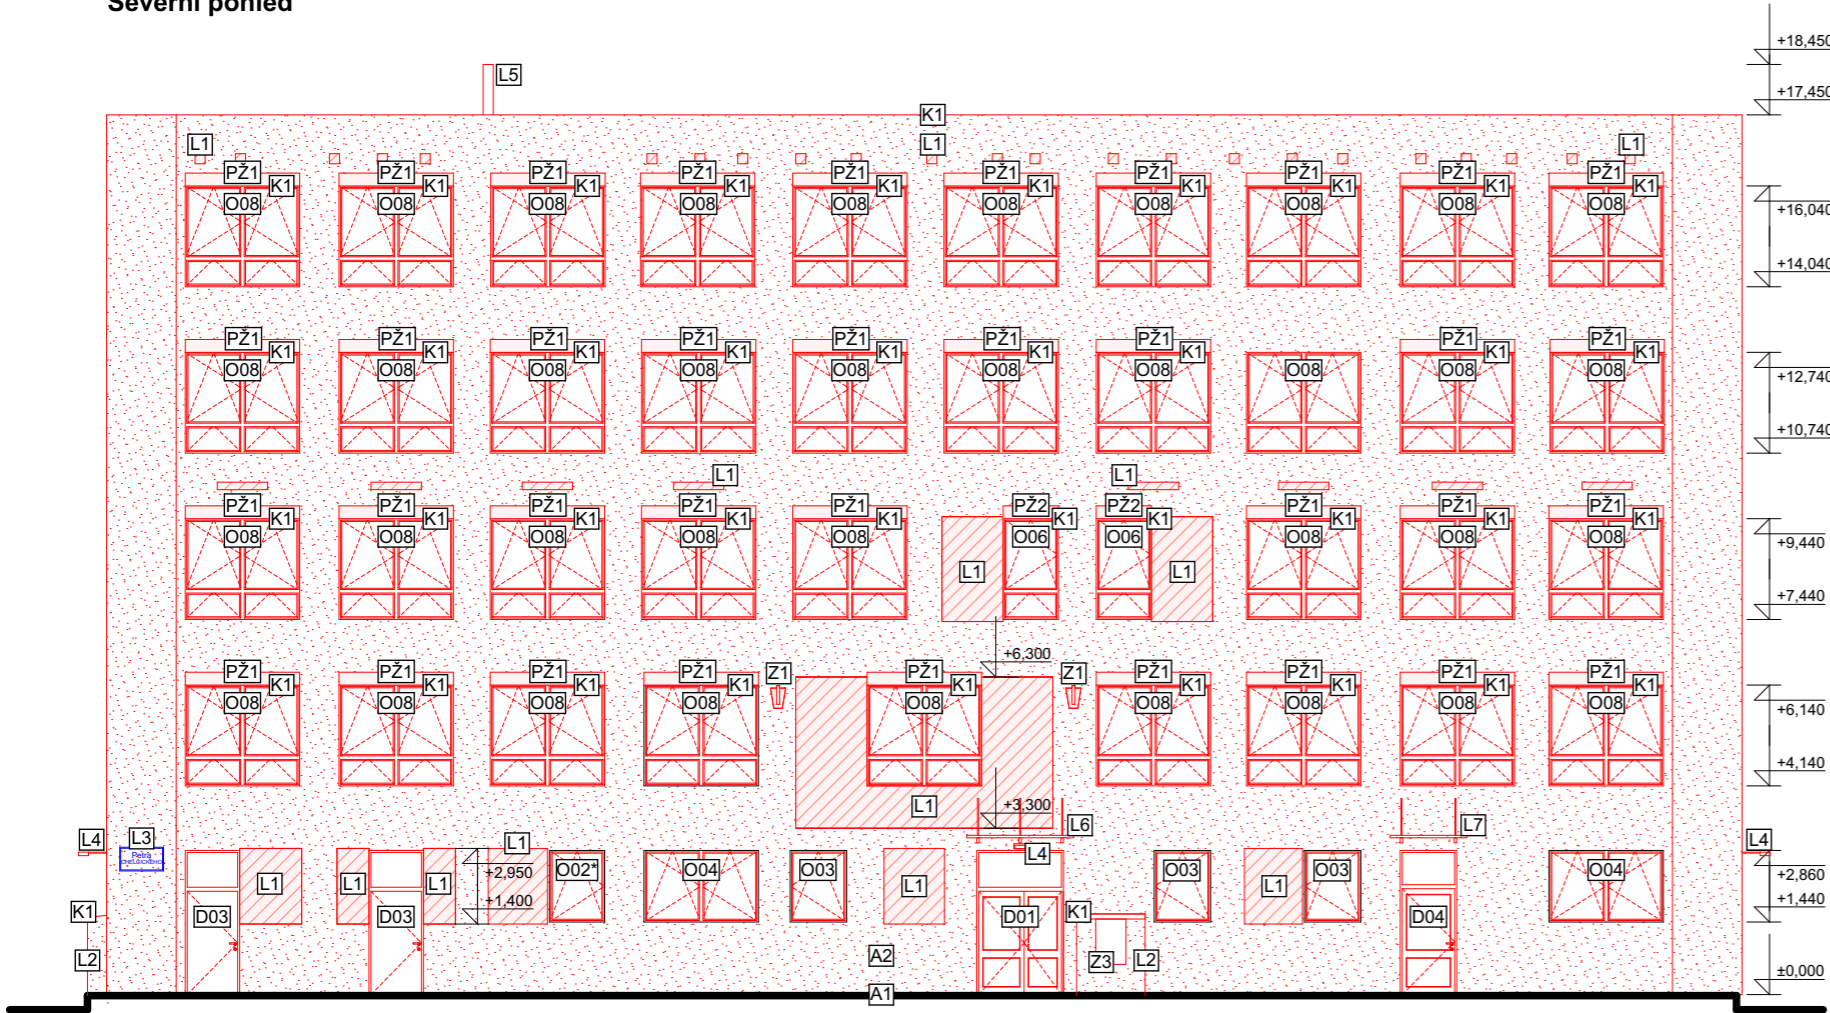 Severní pohled
+18,450
L5
+17,450
K1
L1 L1 L1
PŽ1 PŽ1 PŽ1 PŽ1 PŽ1 PŽ1 PŽ1 PŽ1 PŽ1 PŽ1
K1 K1 K1 K1 K1 K1 K1 K1 K1 K1
O08 O08 O08 O08 O08 O08 O08 O08 O08 O08
+16,040
+14,040
PŽ1 PŽ1 PŽ1 PŽ1 PŽ1 PŽ1 PŽ1 PŽ1 PŽ1
K1 K1 K1 K1 K1 K1 K1 K1 K1
O08 O08 O08 O08 O08 O08 O08 O08 O08 O08
+12,740
+10,740
L1 L1
PŽ1 PŽ1 PŽ1 PŽ1 PŽ1 PŽ2 PŽ2 PŽ1 PŽ1 PŽ1
K1 K1 K1 K1 K1 K1 K1 K1 K1 K1
O08 O08 O08 O08 O08 O06 O06 O08 O08 O08
+9,440
L1 L1
+7,440
+6,300
PŽ1 PŽ1 PŽ1 PŽ1 Z1 PŽ1 Z1 PŽ1 PŽ1 PŽ1 PŽ1
K1 K1 K1 K1 K1 K1 K1 K1 K1
O08 O08 O08 O08 O08 O08 O08 O08 O08
+6,140
+4,140
L1 +3,300
L6 L7
L4 L3 L1 L4 L4
Petra
CHELČICKÉHO
+2,950
O02* O04 O03 O03 O03 O04
+2,860
L1 L1 L1 L1 L1
+1,400
+1,440
K1 D03 D03 D01 K1 D04
L2 A2 Z3 L2
±0,000
A1